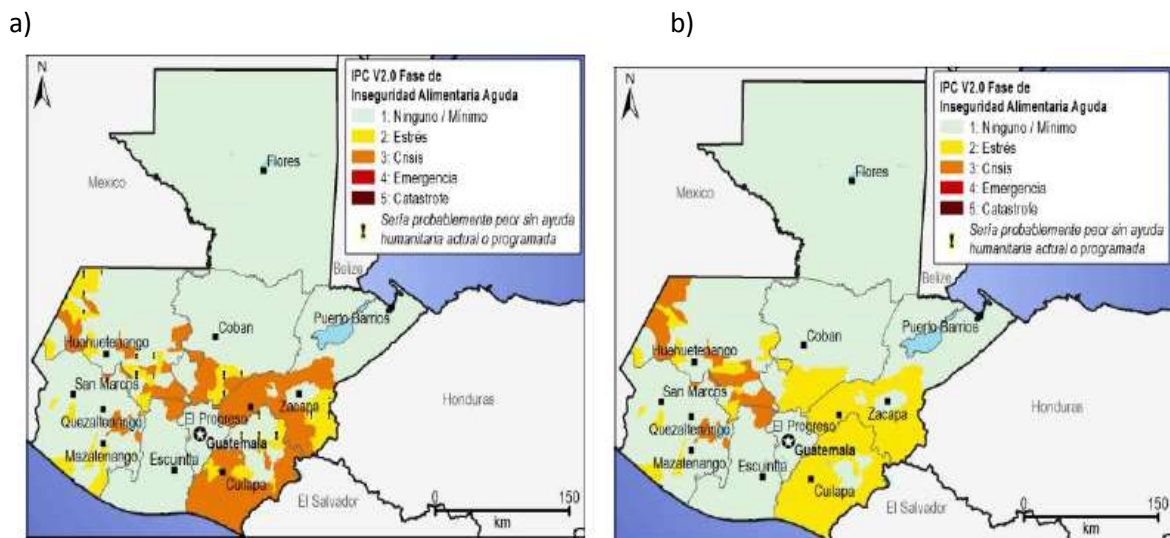 a)
b)
N
IPC V2.0 Fase de
Inseguridad Alimentaria Aguda
1: Ninguno / Mínimo
2: Estrés
3: Crisis
4: Emergencia
5: Catastrofe
! Sería probablemente peor sin ayuda
humanitaria actual o programada
Flores
Mexico
Belize
Puerto Barrios
Coban
Huehuetenango
San Marcos
Zacapa
Honduras
Quezaltenango
El Progreso
Guatemala
Mazatenango
Escuintla
Cuilapa
El Salvador
0 150
km
N
IPC V2.0 Fase de
Inseguridad Alimentaria Aguda
1: Ninguno / Mínimo
2: Estrés
3: Crisis
4: Emergencia
5: Catastrofe
! Sería probablemente peor sin ayuda
humanitaria actual o programada
Flores
Mexico
Belize
Puerto Barrios
Coban
Huehuetenango
San Marcos
Zacapa
Honduras
Quezaltenango
El Progreso
Guatemala
Mazatenango
Escuintla
Cuilapa
El Salvador
0 150
km